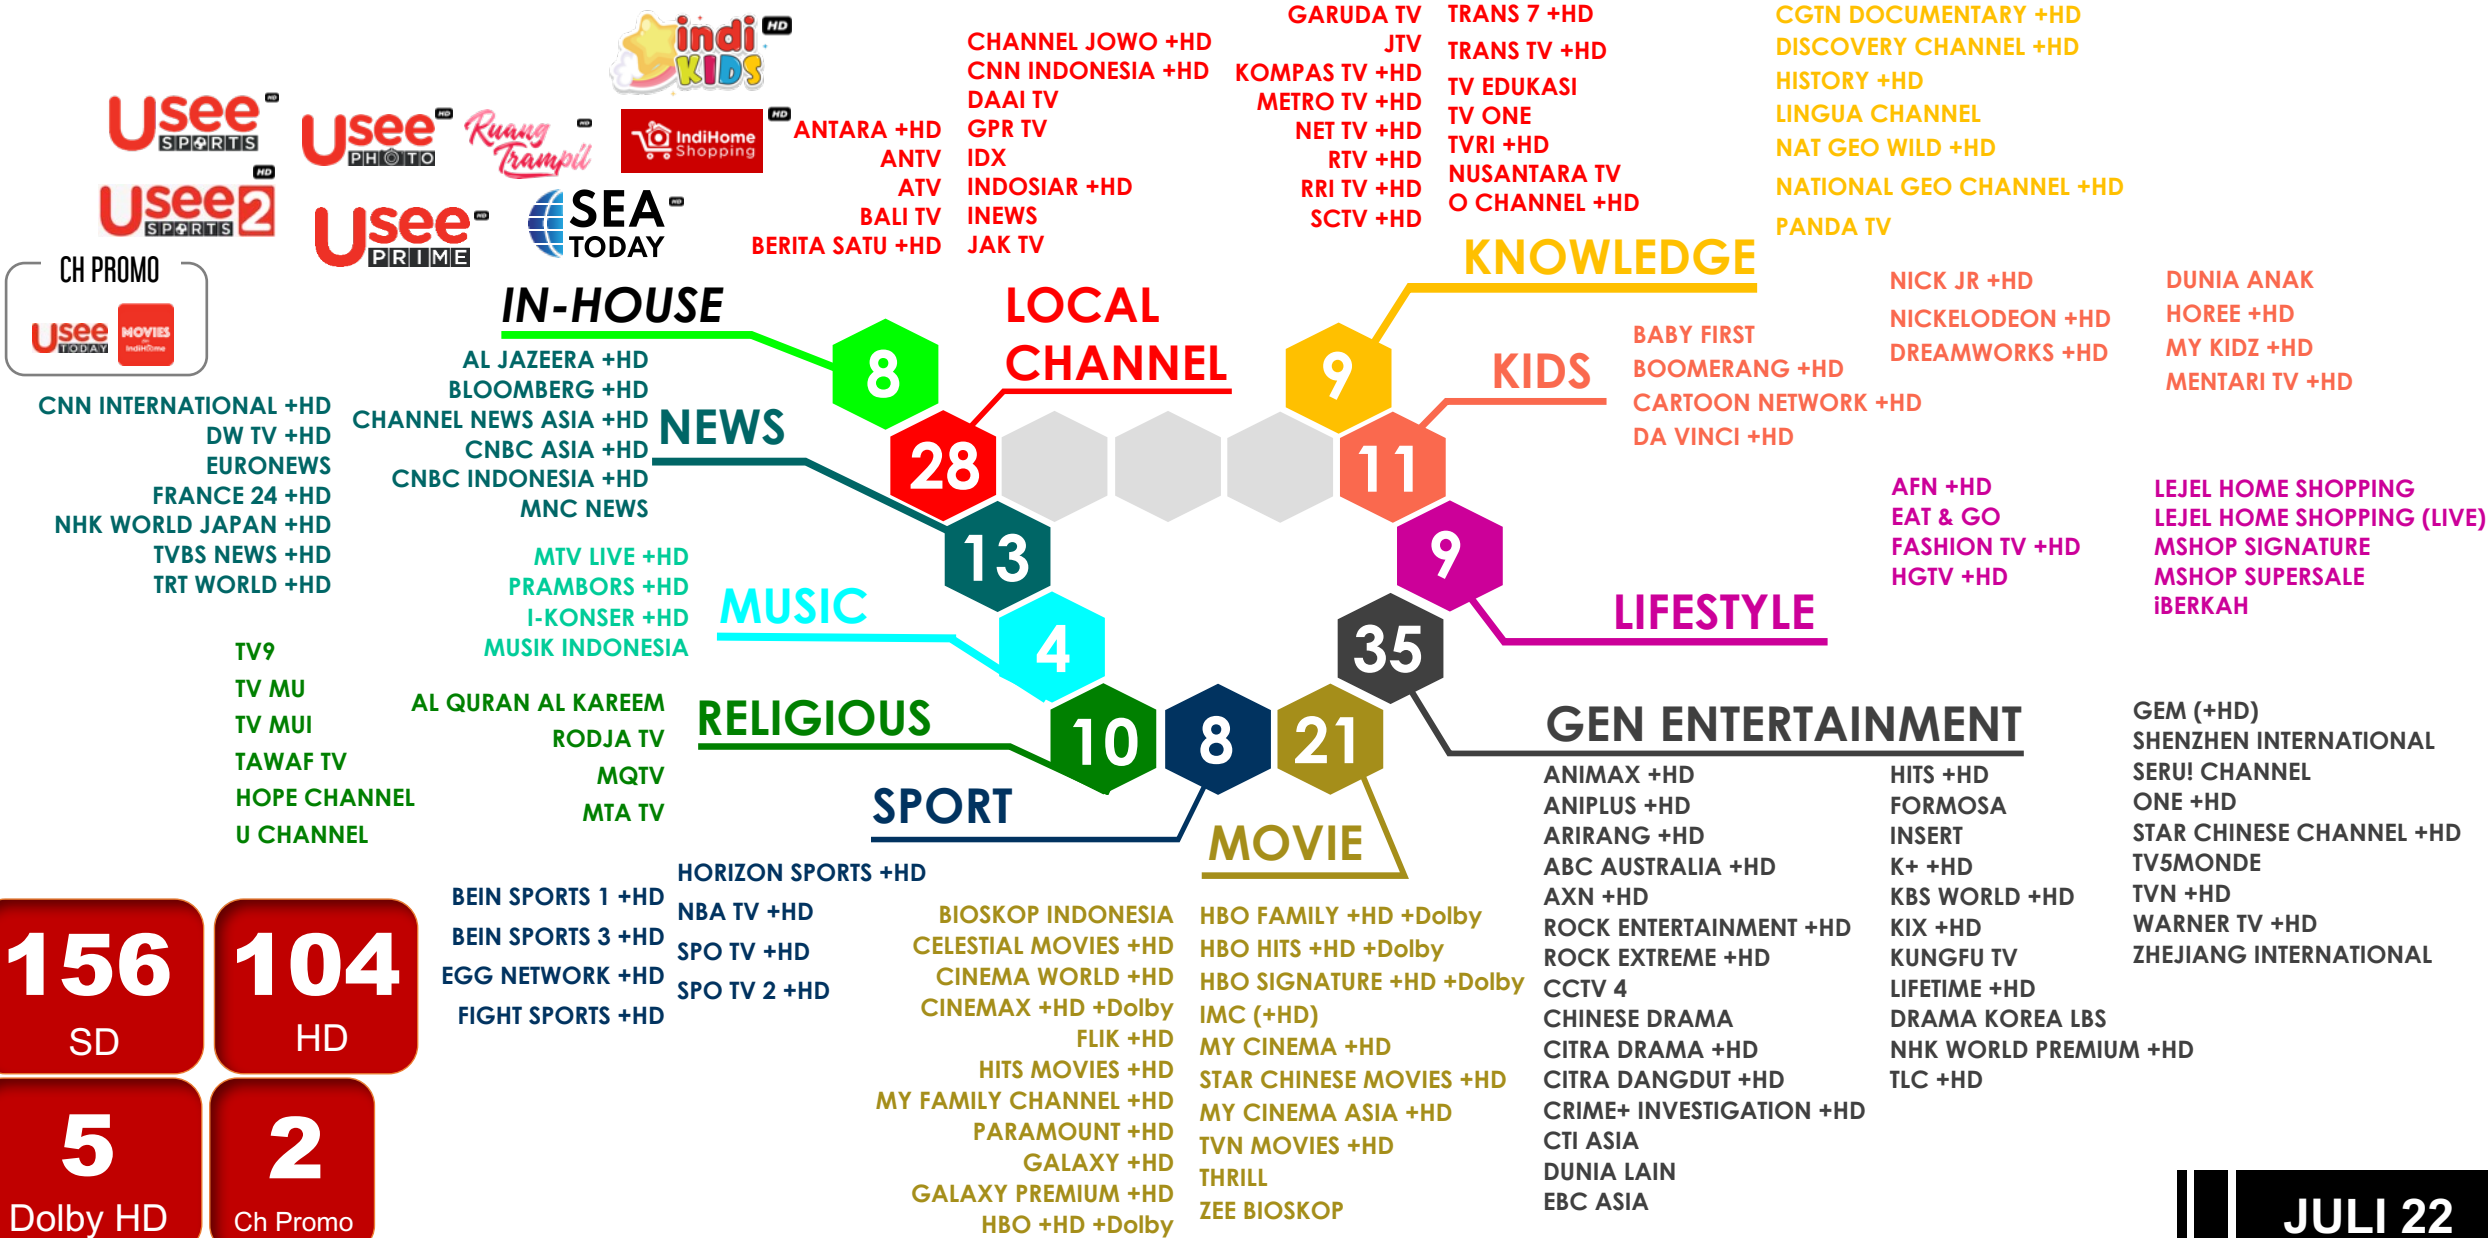 indi
KIDS
HD
Usee
SPORTS
HD
Usee
PHOTO
HD
Ruang
Trampil
HD
IndiHome
Shopping
HD
Usee 2
SPORTS
HD
Usee
PRIME
HD
SEA
TODAY
HD
CH PROMO
Usee
TODAY
MOVIES
IndiHome
IN-HOUSE
8
ANTARA +HD
ANTV
ATV
BALI TV
BERITA SATU +HD
CHANNEL JOWO +HD
CNN INDONESIA +HD
DAAI TV
GPR TV
IDX
INDOSIAR +HD
INEWS
JAK TV
GARUDA TV
JTV
KOMPAS TV +HD
METRO TV +HD
NET TV +HD
RTV +HD
RRI TV +HD
SCTV +HD
TRANS 7 +HD
TRANS TV +HD
TV EDUKASI
TV ONE
TVRI +HD
NUSANTARA TV
O CHANNEL +HD
LOCAL
CHANNEL
28
CGTN DOCUMENTARY +HD
DISCOVERY CHANNEL +HD
HISTORY +HD
LINGUA CHANNEL
NAT GEO WILD +HD
NATIONAL GEO CHANNEL +HD
PANDA TV
KNOWLEDGE
9
KIDS
11
BABY FIRST
BOOMERANG +HD
CARTOON NETWORK +HD
DA VINCI +HD
NICK JR +HD
NICKELODEON +HD
DREAMWORKS +HD
DUNIA ANAK
HOREE +HD
MY KIDZ +HD
MENTARI TV +HD
CNN INTERNATIONAL +HD
DW TV +HD
EURONEWS
FRANCE 24 +HD
NHK WORLD JAPAN +HD
TVBS NEWS +HD
TRT WORLD +HD
AL JAZEERA +HD
BLOOMBERG +HD
CHANNEL NEWS ASIA +HD
CNBC ASIA +HD
CNBC INDONESIA +HD
MNC NEWS
NEWS
13
AFN +HD
EAT & GO
FASHION TV +HD
HGTV +HD
LEJEL HOME SHOPPING
LEJEL HOME SHOPPING (LIVE)
MSHOP SIGNATURE
MSHOP SUPERSALE
iBERKAH
LIFESTYLE
9
MTV LIVE +HD
PRAMBORS +HD
I-KONSER +HD
MUSIK INDONESIA
MUSIC
4
TV9
TV MU
TV MUI
TAWAF TV
HOPE CHANNEL
U CHANNEL
AL QURAN AL KAREEM
RODJA TV
MQTV
MTA TV
RELIGIOUS
10
SPORT
8
BEIN SPORTS 1 +HD
BEIN SPORTS 3 +HD
EGG NETWORK +HD
FIGHT SPORTS +HD
HORIZON SPORTS +HD
NBA TV +HD
SPO TV +HD
SPO TV 2 +HD
MOVIE
21
BIOSKOP INDONESIA
CELESTIAL MOVIES +HD
CINEMA WORLD +HD
CINEMAX +HD +Dolby
FLIK +HD
HITS MOVIES +HD
MY FAMILY CHANNEL +HD
PARAMOUNT +HD
GALAXY +HD
GALAXY PREMIUM +HD
HBO +HD +Dolby
HBO FAMILY +HD +Dolby
HBO HITS +HD +Dolby
HBO SIGNATURE +HD +Dolby
IMC (+HD)
MY CINEMA +HD
STAR CHINESE MOVIES +HD
MY CINEMA ASIA +HD
TVN MOVIES +HD
THRILL
ZEE BIOSKOP
35
GEN ENTERTAINMENT
ANIMAX +HD
ANIPLUS +HD
ARIRANG +HD
ABC AUSTRALIA +HD
AXN +HD
ROCK ENTERTAINMENT +HD
ROCK EXTREME +HD
CCTV 4
CHINESE DRAMA
CITRA DRAMA +HD
CITRA DANGDUT +HD
CRIME+ INVESTIGATION +HD
CTI ASIA
DUNIA LAIN
EBC ASIA
HITS +HD
FORMOSA
INSERT
K+ +HD
KBS WORLD +HD
KIX +HD
KUNGFU TV
LIFETIME +HD
DRAMA KOREA LBS
NHK WORLD PREMIUM +HD
TLC +HD
GEM (+HD)
SHENZHEN INTERNATIONAL
SERU! CHANNEL
ONE +HD
STAR CHINESE CHANNEL +HD
TV5MONDE
TVN +HD
WARNER TV +HD
ZHEJIANG INTERNATIONAL
156
SD
104
HD
5
Dolby HD
2
Ch Promo
JULI 22